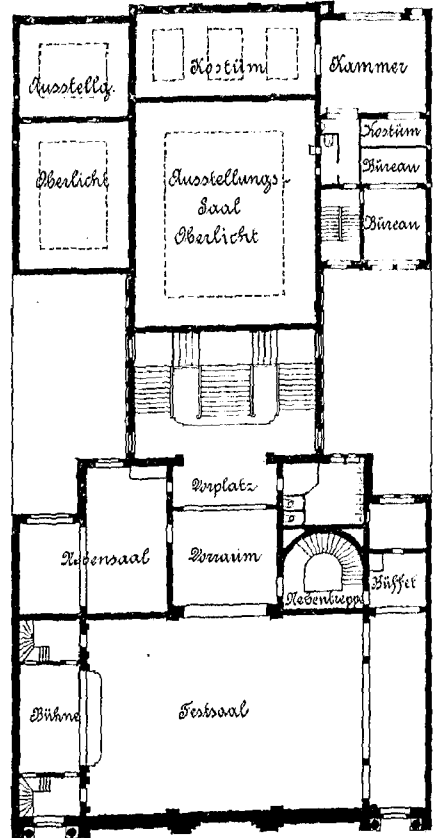 Ausstellg.
Kostüm
Kammer
Kostüm
Büreau
Oberlicht
Ausstellungs-
Saal
Oberlicht
Büreau
Vorplatz
Nebensaal
Vorraum
Nebentreppe
Büffet
Bühne
Festsaal